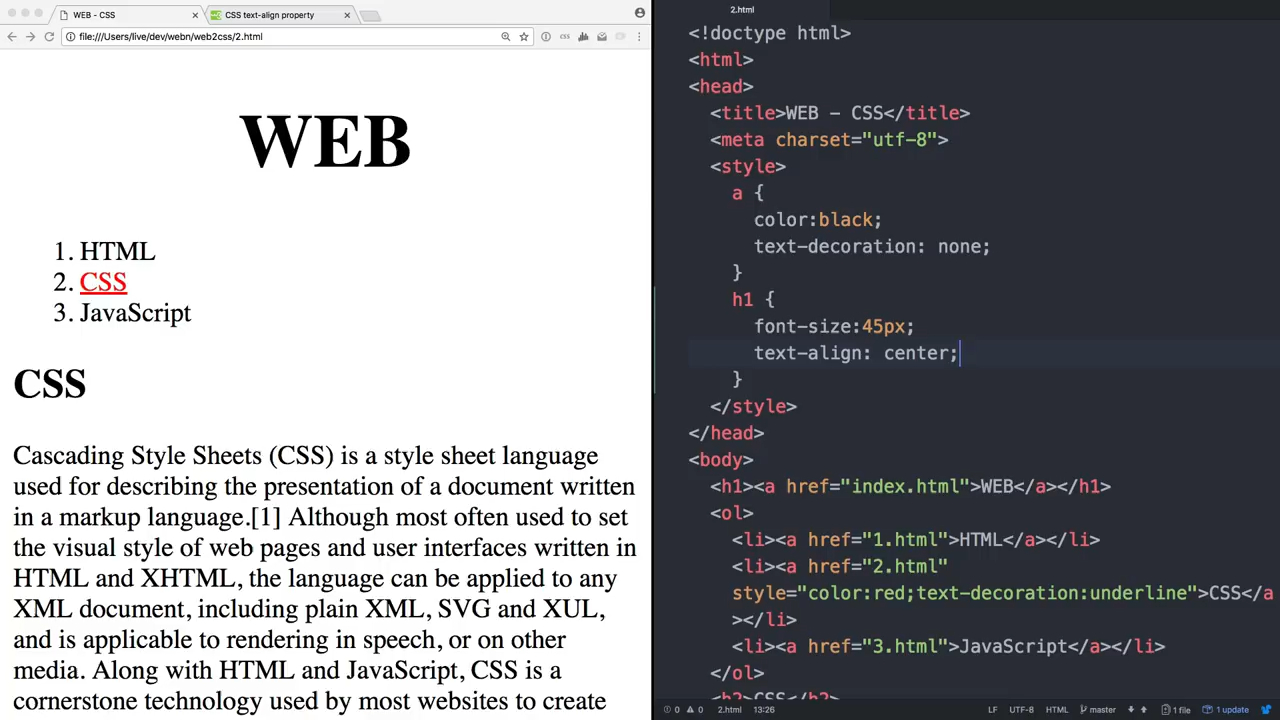 WEB - CSS
CSS text-align property
file:///Users/live/dev/webn/web2css/2.html
WEB
1. HTML
2. CSS
3. JavaScript
CSS
Cascading Style Sheets (CSS) is a style sheet language
used for describing the presentation of a document written
in a markup language.[1] Although most often used to set
the visual style of web pages and user interfaces written in
HTML and XHTML, the language can be applied to any
XML document, including plain XML, SVG and XUL,
and is applicable to rendering in speech, or on other
media. Along with HTML and JavaScript, CSS is a
cornerstone technology used by most websites to create
2.html
<!doctype html>
<html>
<head>
<title>WEB - CSS</title>
<meta charset="utf-8">
<style>
a {
color:black;
text-decoration: none;
}
h1 {
font-size:45px;
text-align: center;
}
</style>
</head>
<body>
<h1><a href="index.html">WEB</a></h1>
<ol>
<li><a href="1.html">HTML</a></li>
<li><a href="2.html"
style="color:red;text-decoration:underline">CSS</a
></li>
<li><a href="3.html">JavaScript</a></li>
</ol>
<h2>CSS</h2>
0 0 2.html 13:26 LF UTF-8 HTML master 1 file 1 update